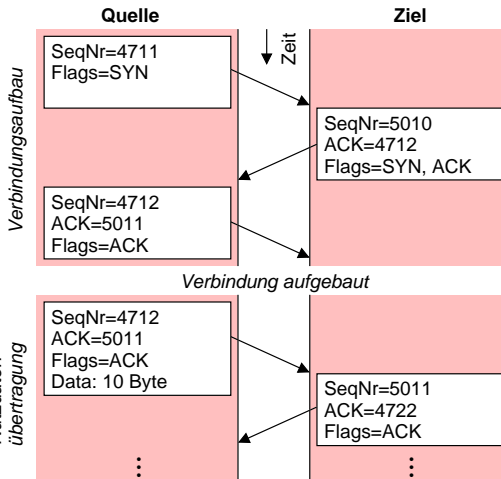 Quelle
Ziel
Zeit
Verbindungsaufbau
SeqNr=4711
Flags=SYN
SeqNr=5010
ACK=4712
Flags=SYN, ACK
SeqNr=4712
ACK=5011
Flags=ACK
Verbindung aufgebaut
übertragung
SeqNr=4712
ACK=5011
Flags=ACK
Data: 10 Byte
SeqNr=5011
ACK=4722
Flags=ACK